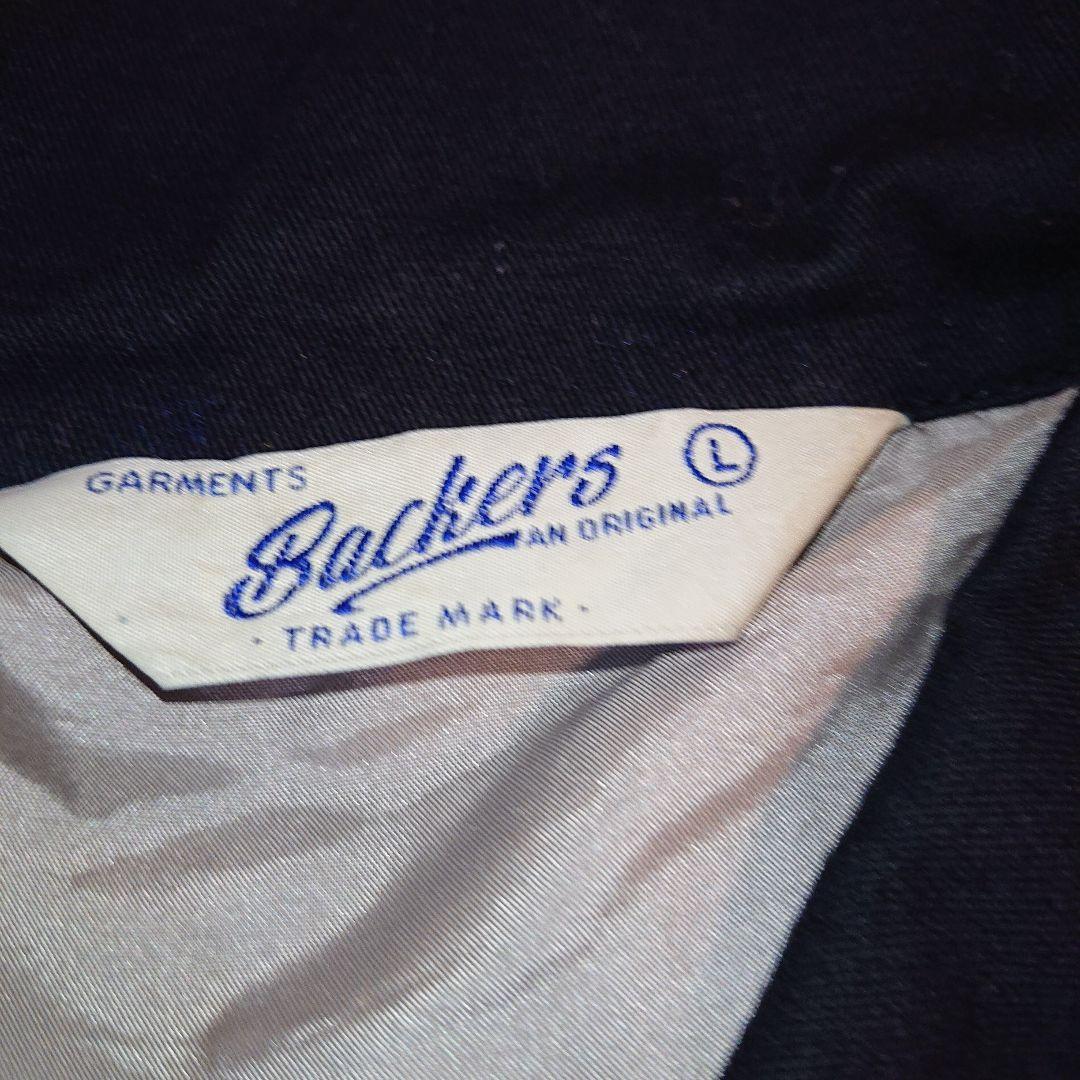 GARMENTS
Backers
L
AN ORIGINAL
· TRADE MARK ·